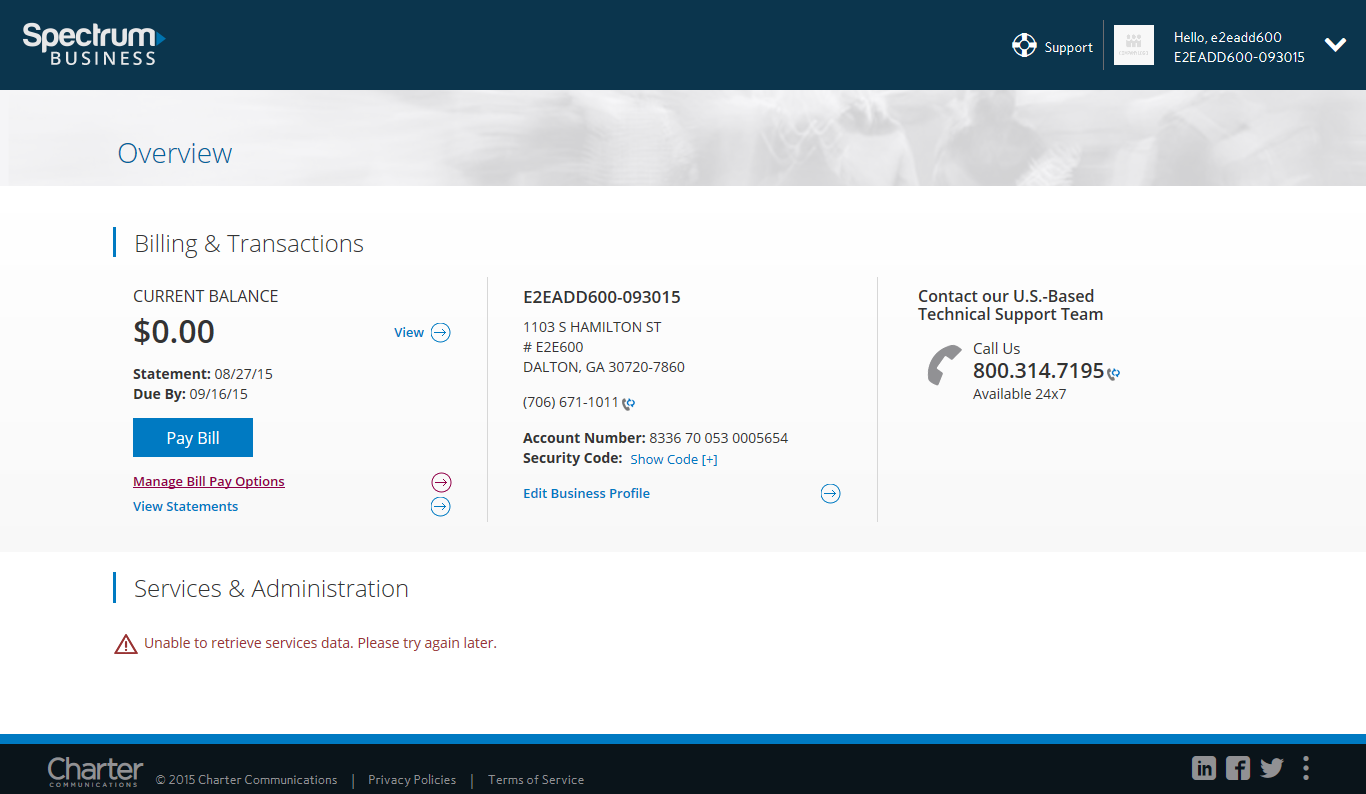 Spectrum
BUSINESS
Support
Hello, e2eadd600
E2EADD600-093015
Overview
Billing & Transactions
CURRENT BALANCE
$0.00
View
Statement: 08/27/15
Due By: 09/16/15
Pay Bill
Manage Bill Pay Options
View Statements
E2EADD600-093015
1103 S HAMILTON ST
# E2E600
DALTON, GA 30720-7860
(706) 671-1011
Account Number: 8336 70 053 0005654
Security Code: Show Code [+]
Edit Business Profile
Contact our U.S.-Based
Technical Support Team
Call Us
800.314.7195
Available 24x7
Services & Administration
Unable to retrieve services data. Please try again later.
Charter
COMMUNICATIONS
© 2015 Charter Communications | Privacy Policies | Terms of Service